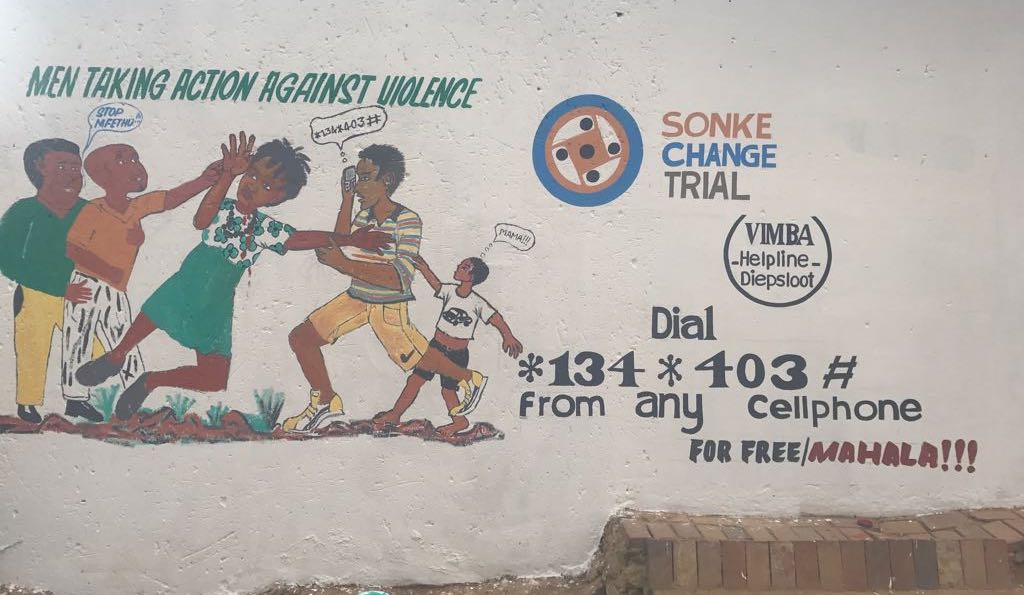 MEN TAKING ACTION AGAINST VIOLENCE
STOP
MFETHU
*134*403#
MAMA!!!
SONKE
CHANGE
TRIAL
VIMBA
-Helpline-
Diepsloot
Dial
*134*403#
From any cellphone
FOR FREE/MAHALA!!!